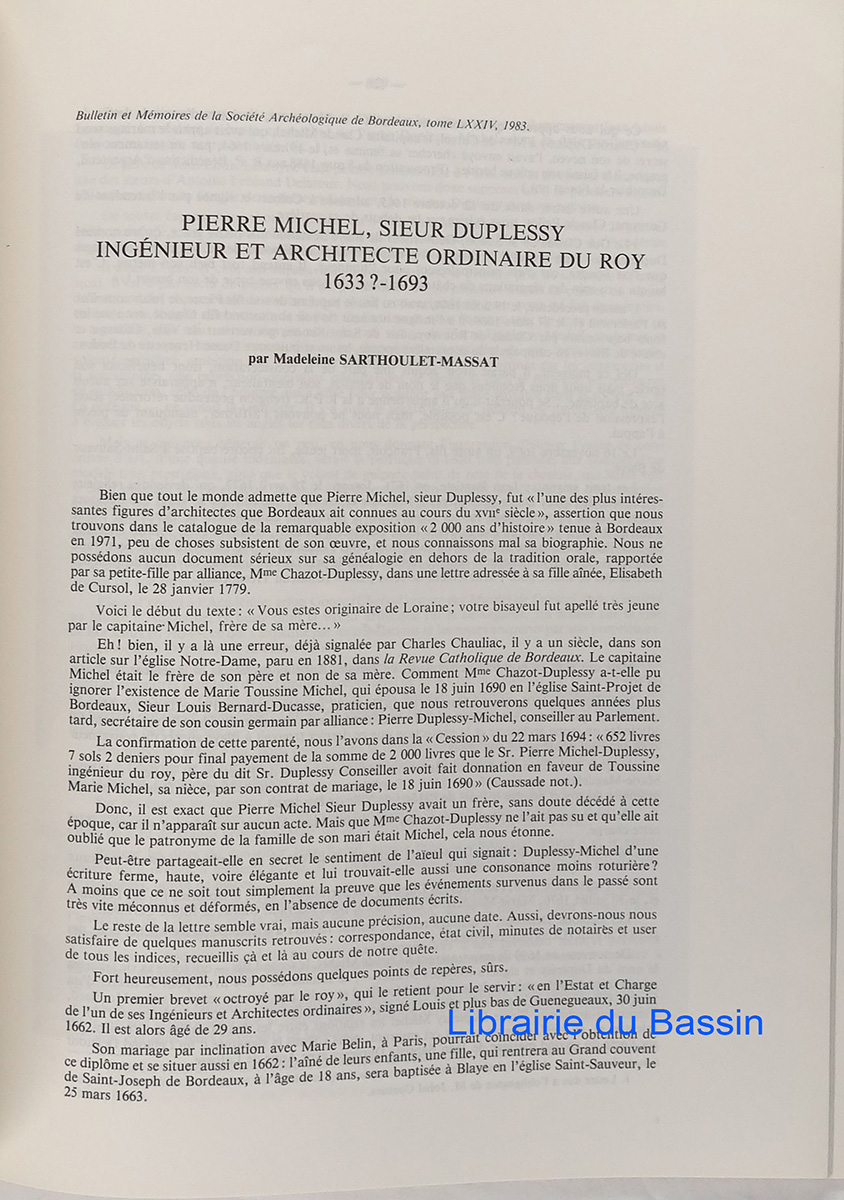 Bulletin et Mémoires de la Société Archéologique de Bordeaux, tome LXXIV, 1983.
PIERRE MICHEL, SIEUR DUPLESSY
INGÉNIEUR ET ARCHITECTE ORDINAIRE DU ROY
1633 ?-1693
par Madeleine SARTHOULET-MASSAT
Bien que tout le monde admette que Pierre Michel, sieur Duplessy, fut « l'une des plus intéres-
santes figures d'architectes que Bordeaux ait connues au cours du XVIIe siècle », assertion que nous
trouvons dans le catalogue de la remarquable exposition « 2 000 ans d'histoire » tenue à Bordeaux
en 1971, peu de choses subsistent de son œuvre, et nous connaissons mal sa biographie. Nous ne
possédons aucun document sérieux sur sa généalogie en dehors de la tradition orale, rapportée
par sa petite-fille par alliance, Mme Chazot-Duplessy, dans une lettre adressée à sa fille aînée, Elisabeth
de Cursol, le 28 janvier 1779.
Voici le début du texte : « Vous estes originaire de Loraine ; votre bisayeul fut apellé très jeune
par le capitaine Michel, frère de sa mère... »
Eh ! bien, il y a là une erreur, déjà signalée par Charles Chauliac, il y a un siècle, dans son
article sur l'église Notre-Dame, paru en 1881, dans la Revue Catholique de Bordeaux. Le capitaine
Michel était le frère de son père et non de sa mère. Comment Mme Chazot-Duplessy a-t-elle pu
ignorer l'existence de Marie Toussine Michel, qui épousa le 18 juin 1690 en l'église Saint-Projet de
Bordeaux, Sieur Louis Bernard-Ducasse, praticien, que nous retrouverons quelques années plus
tard, secrétaire de son cousin germain par alliance : Pierre Duplessy-Michel, conseiller au Parlement.
La confirmation de cette parenté, nous l'avons dans la « Cession » du 22 mars 1694 : « 652 livres
7 sols 2 deniers pour final payement de la somme de 2 000 livres que le Sr. Pierre Michel-Duplessy,
ingénieur du roy, père du dit Sr. Duplessy Conseiller avoit fait donnation en faveur de Toussine
Marie Michel, sa nièce, par son contrat de mariage, le 18 juin 1690 » (Caussade not.).
Donc, il est exact que Pierre Michel Sieur Duplessy avait un frère, sans doute décédé à cette
époque, car il n'apparaît sur aucun acte. Mais que Mme Chazot-Duplessy ne l'ait pas su et qu'elle ait
oublié que le patronyme de la famille de son mari était Michel, cela nous étonne.
Peut-être partageait-elle en secret le sentiment de l'aïeul qui signait : Duplessy-Michel d'une
écriture ferme, haute, voire élégante et lui trouvait-elle aussi une consonance moins roturière ?
A moins que ce ne soit tout simplement la preuve que les événements survenus dans le passé sont
très vite méconnus et déformés, en l'absence de documents écrits.
Le reste de la lettre semble vrai, mais aucune précision, aucune date. Aussi, devrons-nous nous
satisfaire de quelques manuscrits retrouvés : correspondance, état civil, minutes de notaires et user
de tous les indices, recueillis çà et là au cours de notre quête.
Fort heureusement, nous possédons quelques points de repères, sûrs.
Un premier brevet « octroyé par le roy », qui le retient pour le servir : « en l'Estat et Charge
de l'un de ses Ingénieurs et Architectes ordinaires », signé Louis et plus bas de Guenegueaux, 30 juin
1662. Il est alors âgé de 29 ans.
Librairie du Bassin
Son mariage par inclination avec Marie Belin, à Paris, pourrait coïncider avec l'obtention de
ce diplôme et se situer aussi en 1662 : l'aîné de leurs enfants, une fille, qui rentrera au Grand couvent
de Saint-Joseph de Bordeaux, à l'âge de 18 ans, sera baptisée à Blaye en l'église Saint-Sauveur, le
25 mars 1663.